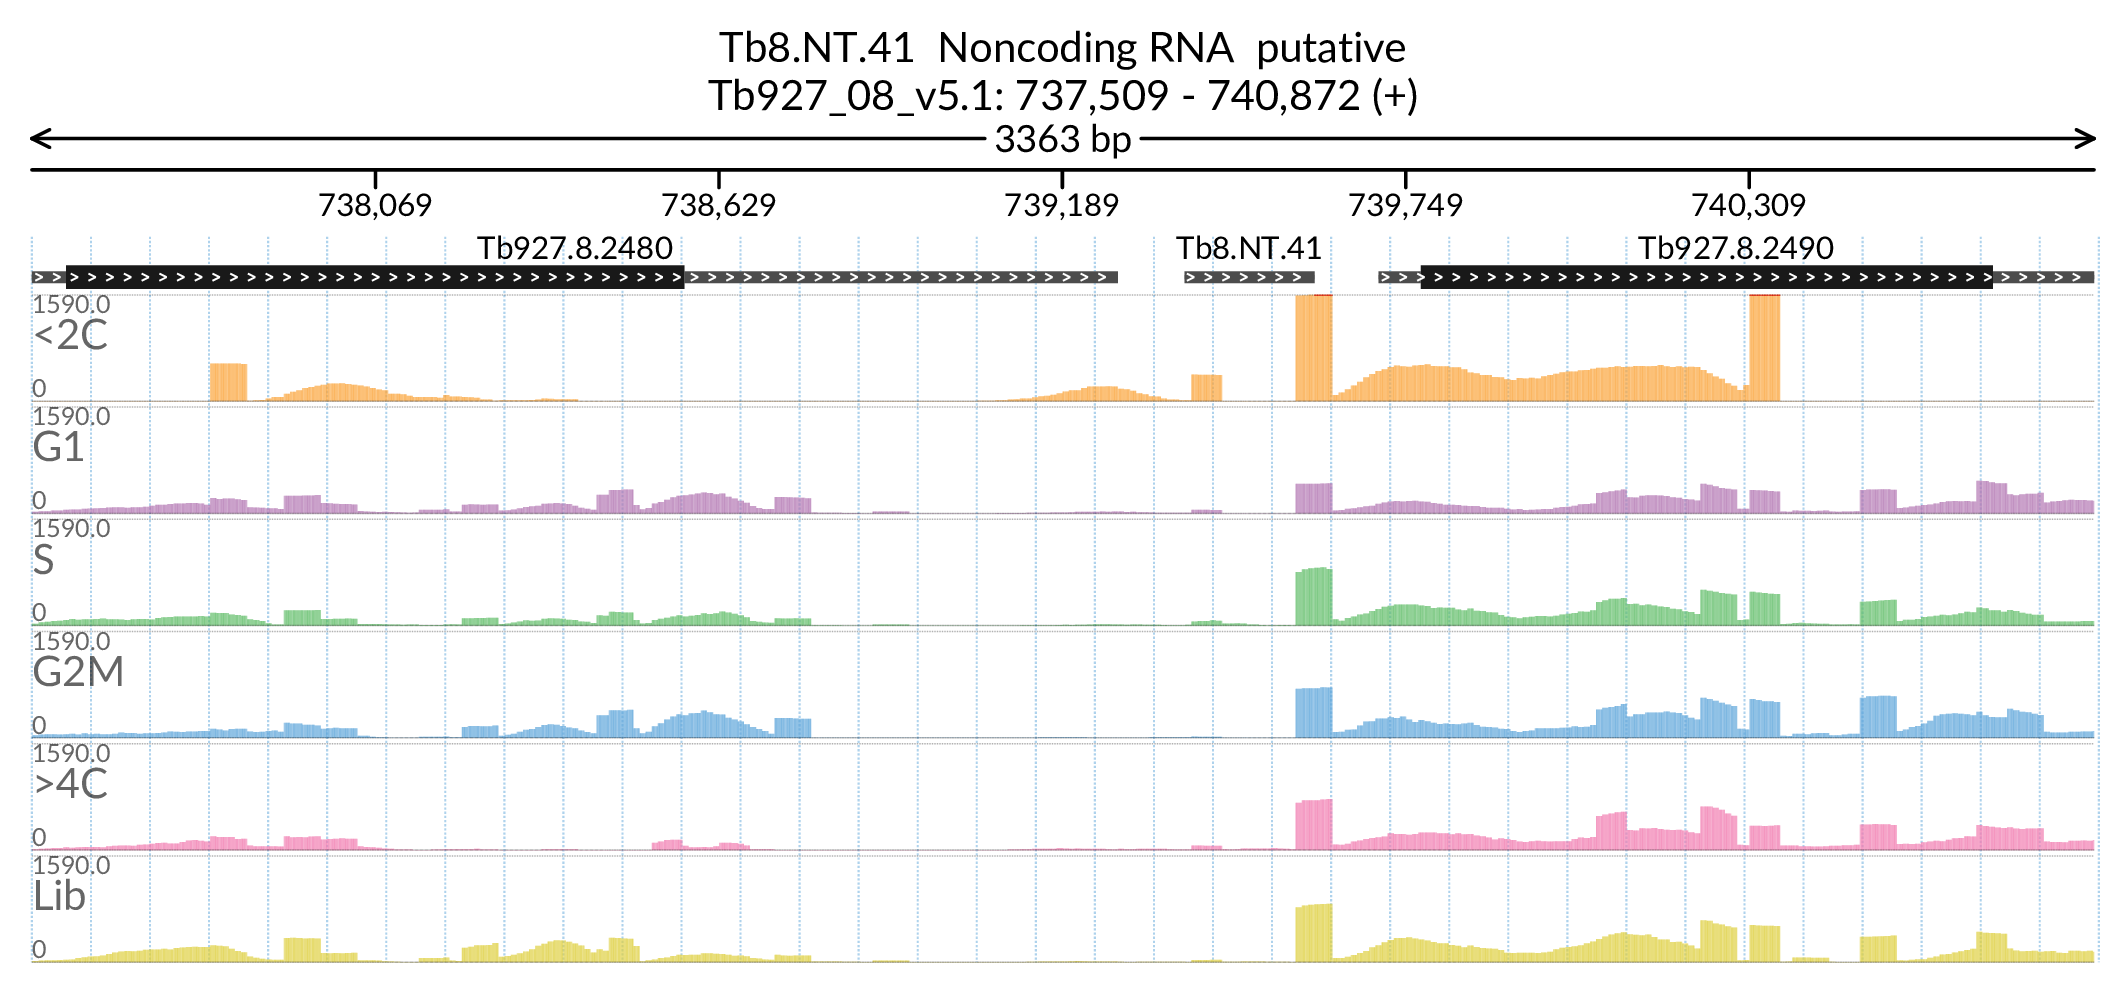 Tb8.NT.41  Noncoding RNA  putative
Tb927_08_v5.1: 737,509 - 740,872 (+)
3363 bp
738,069 738,629 739,189 739,749 740,309
Tb927.8.2480 Tb8.NT.41 Tb927.8.2490
1590.0
<2C
0
1590.0
G1
0
1590.0
S
0
1590.0
G2M
0
1590.0
>4C
0
1590.0
Lib
0